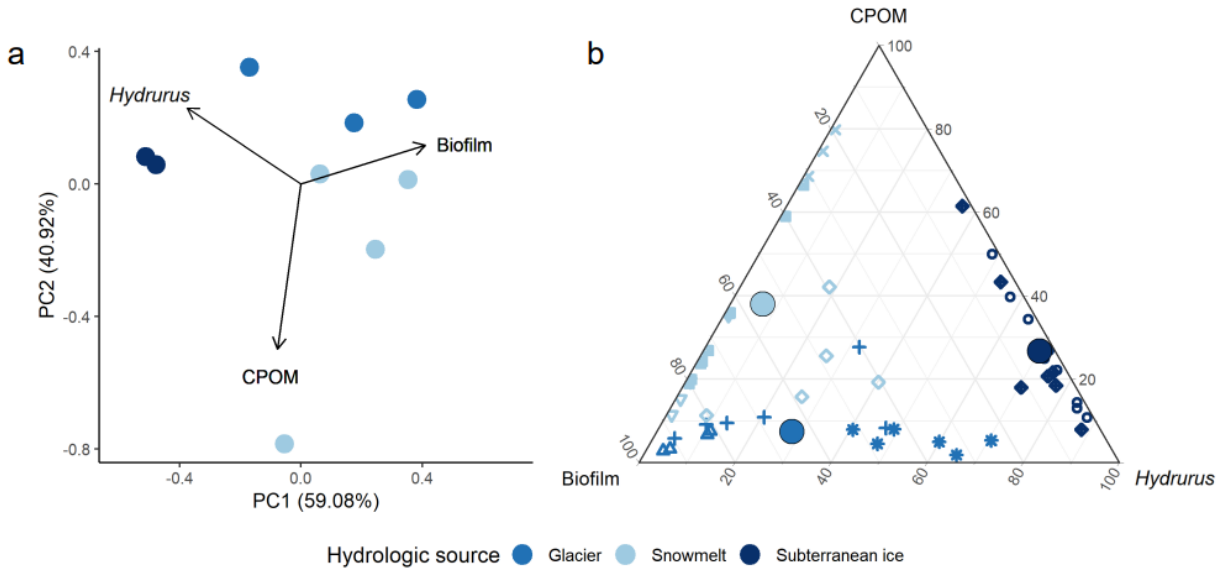 a
0.4
0.0
-0.4
-0.8
PC2 (40.92%)
Hydrurus
Biofilm
CPOM
-0.4
0.0
0.4
PC1 (59.08%)
b
CPOM
100
80
60
40
20
20
40
60
80
100
20
40
60
80
100
Biofilm
Hydrurus
Hydrologic source
Glacier
Snowmelt
Subterranean ice